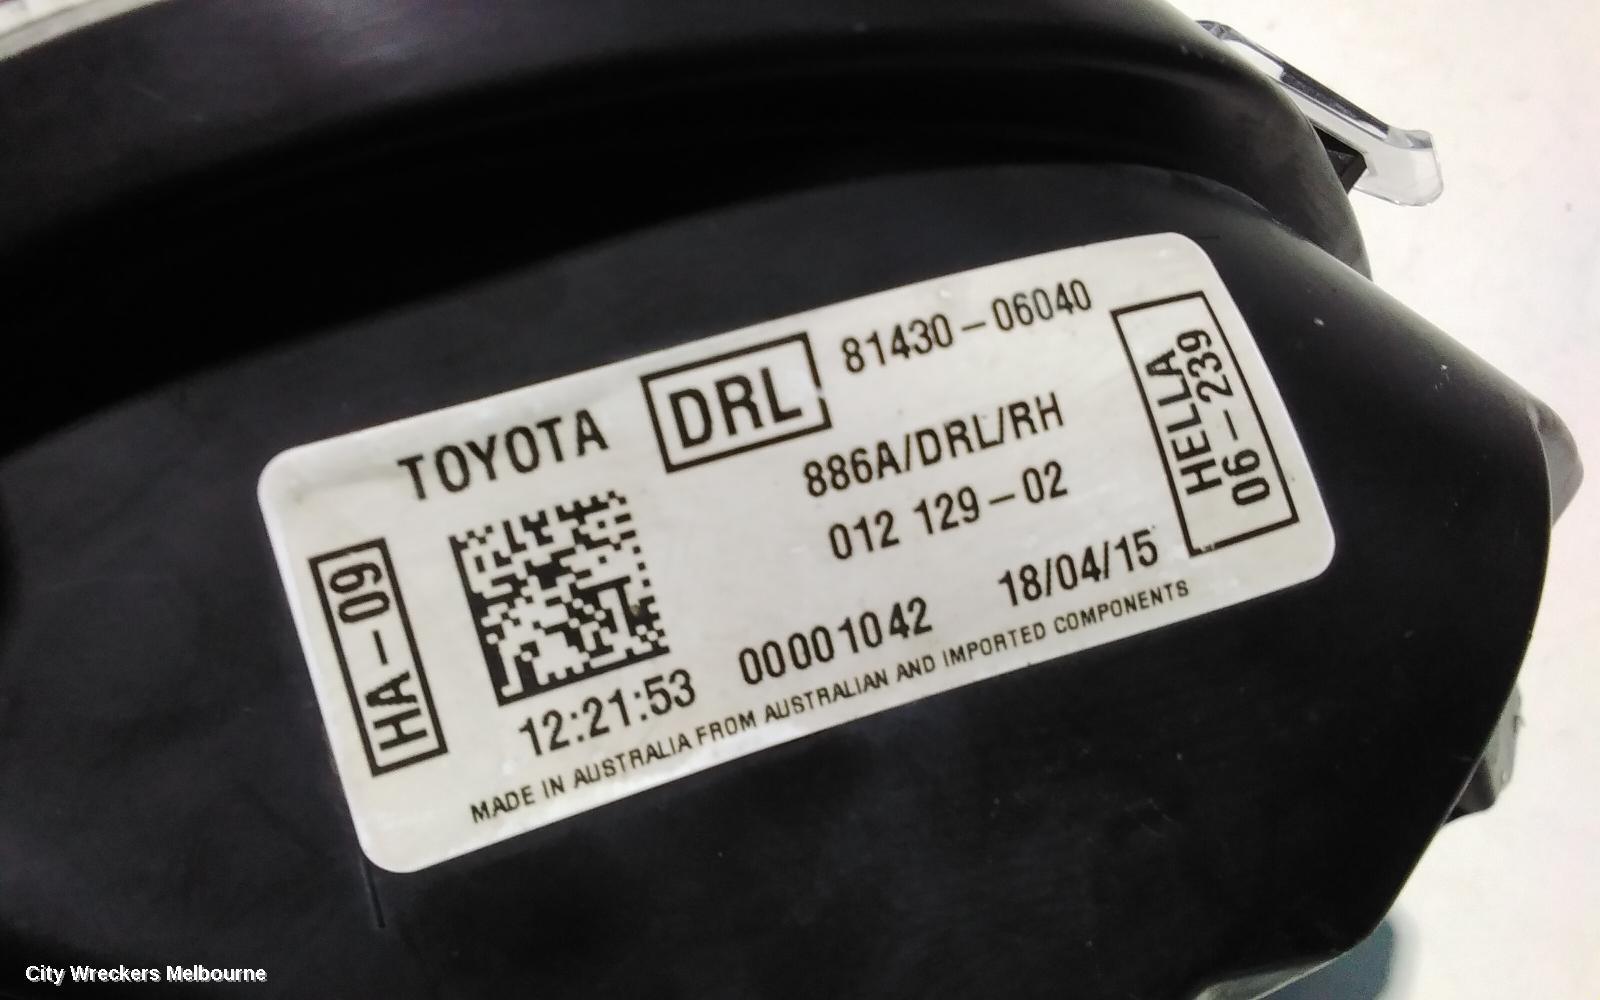 TOYOTA
DRL
81430-06040
886A/DRL/RH
012 129-02
HELLA
06-239
HA-09
12:21:53
00001042
18/04/15
MADE IN AUSTRALIA FROM AUSTRALIAN AND IMPORTED COMPONENTS
City Wreckers Melbourne